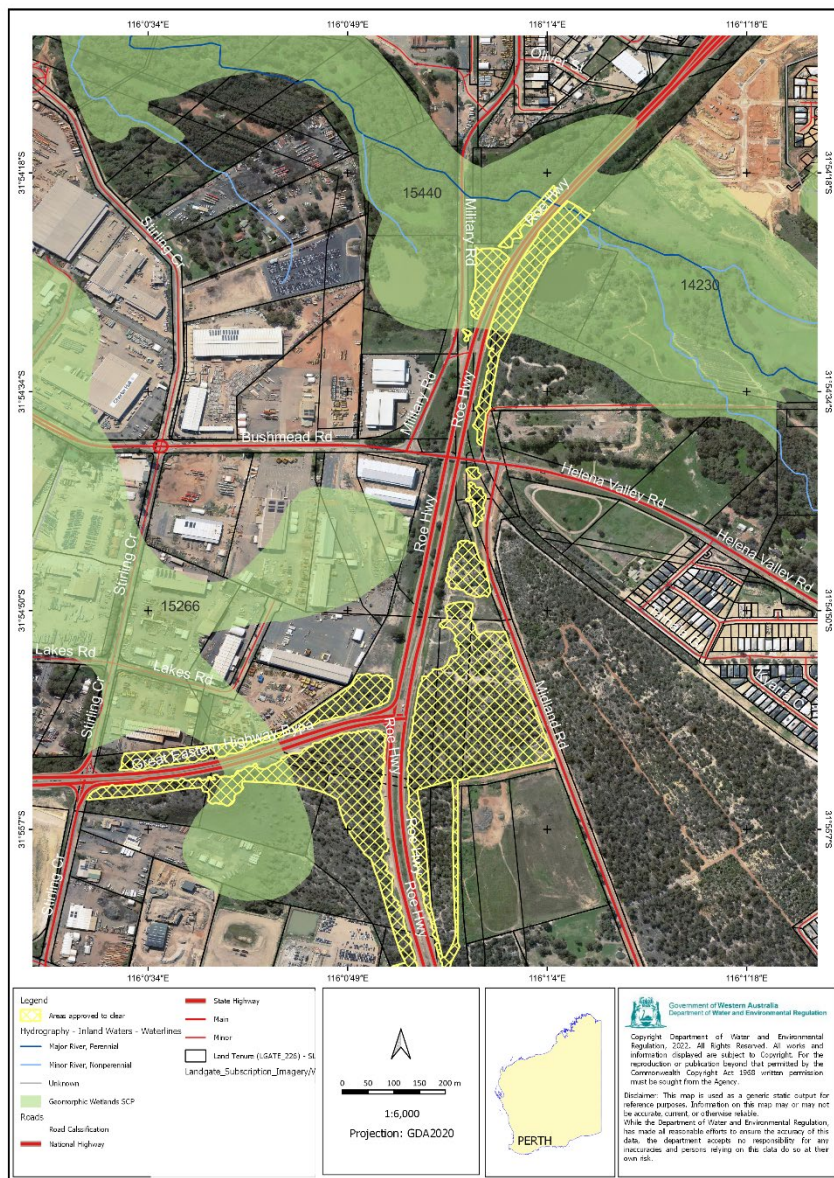 116°0'34"E 116°0'49"E 116°1'4"E 116°1'18"E
Oliver St
31°54'18"S 31°54'18"S
15440
Roe Hwy
Military Rd
Stirling Cr
14230
31°54'34"S 31°54'34"S
Military Rd
Roe Hwy
Bushmead Rd
Helena Valley Rd
Roe Hwy
Helena Valley Rd
Stirling Cr
31°54'50"S 31°54'50"S
15266
Lakes Rd
Lakes Rd
Stirling Cr
Midland Rd
Great Eastern Highway Bypa
Roe Hwy
31°55'7"S 31°55'7"S
Roe Hwy
Stirling Cr
Roe Hwy
116°0'34"E 116°0'49"E 116°1'4"E 116°1'18"E
Legend
Areas approved to clear
Hydrography - Inland Waters - Waterlines
Major River, Perennial
Minor River, Nonperennial
Unknown
Geomorphic Wetlands SCP
Roads
Road Calssification
National Highway
State Highway
Main
Minor
Land Tenure (LGATE_226) - SL
Landgate_Subscription_Imagery/V
0 50 100 150 200 m
1:6,000
Projection: GDA2020
PERTH
Government of Western Australia
Department of Water and Environmental Regulation
Copyright Department of Water and Environmental
Regulation, 2022. All Rights Reserved. All works and
information displayed are subject to Copyright. For the
reproduction or publication beyond that permitted by the
Commonwealth Copyright Act 1968 written permission
must be sought from the Agency.
Disclaimer: This map is used as a generic static output for
reference purposes. Information on this map may or may not
be accurate, current, or otherwise reliable.
While the Department of Water and Environmental Regulation,
has made all reasonable efforts to ensure the accuracy of this
data, the department accepts no responsibility for any
inaccuracies and persons relying on this data do so at their
own risk.